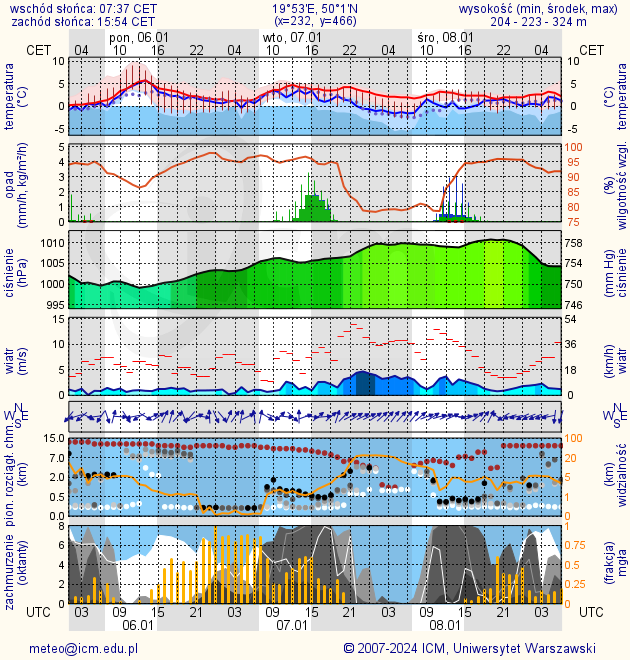 wschód słońca: 07:37 CET 19°53'E, 50°1'N wysokość (min, środek, max)
zachód słońca: 15:54 CET (x=232, y=466) 204 - 223 - 324 m
pon, 06.01 wto, 07.01 śro, 08.01
CET 04 10 16 22 04 10 16 22 04 10 16 22 04 CET
temperatura (°C)
10 5 0 -5
10 5 0 -5
(°C) temperatura
opad (mm/h, kg/m²/h)
5 4 3 2 1 0
100 95 90 85 80 75
(%) wilgotność wzgl.
ciśnienie (hPa)
1010 1005 1000 995
758 754 750 746
(mm Hg) ciśnienie
wiatr (m/s)
15 10 5 0
54 36 18 0
(km/h) wiatr
N W E S
N W E S
pion. rozciągł. chm. (km)
15.0 7.0 2.0 0.5 0.0
100 20 5 1 0
(km) widzialność
zachmurzenie (oktanty)
8 6 4 2 0
1 0.75 0.5 0.25 0
(frakcja) mgła
UTC 03 09 15 21 03 09 15 21 03 09 15 21 03 UTC
06.01 07.01 08.01
meteo@icm.edu.pl © 2007-2024 ICM, Uniwersytet Warszawski